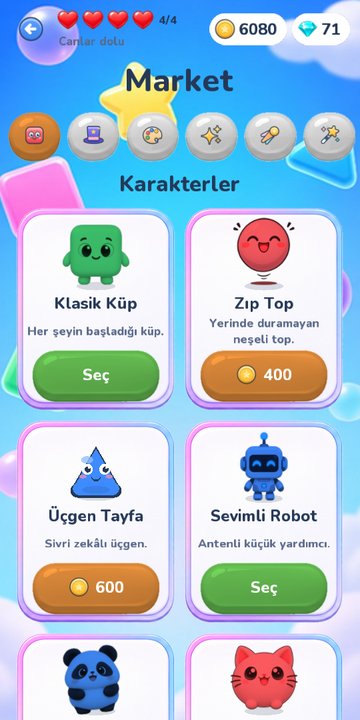 4/4
Canlar dolu
6080
71
Market
Karakterler
Klasik Küp
Her şeyin başladığı küp.
Seç
Zıp Top
Yerinde duramayan
neşeli top.
400
Üçgen Tayfa
Sivri zekâlı üçgen.
600
Sevimli Robot
Antenli küçük yardımcı.
Seç